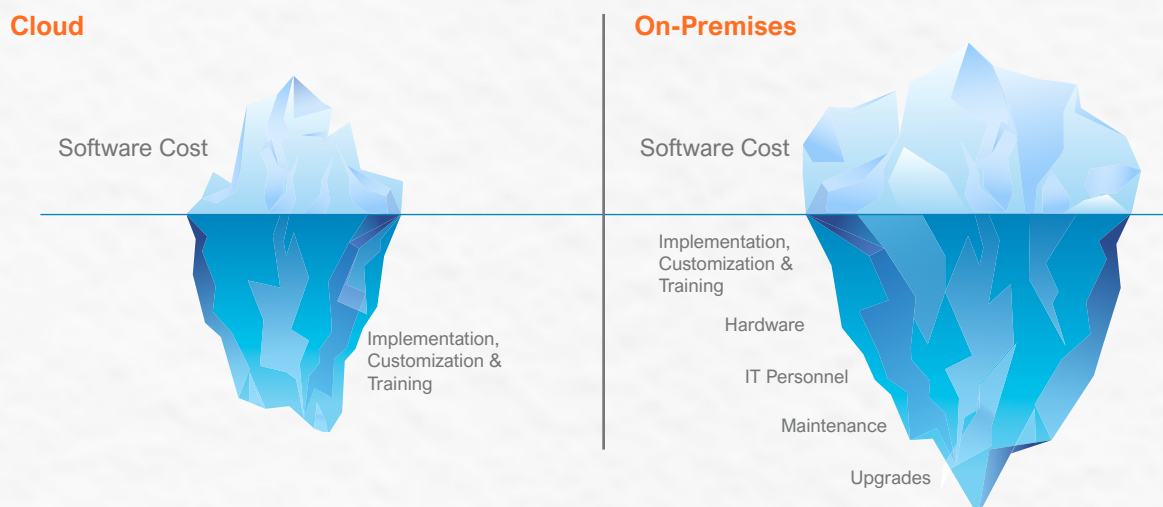 Cloud
Software Cost
Implementation,
Customization &
Training
On-Premises
Software Cost
Implementation,
Customization &
Training
Hardware
IT Personnel
Maintenance
Upgrades